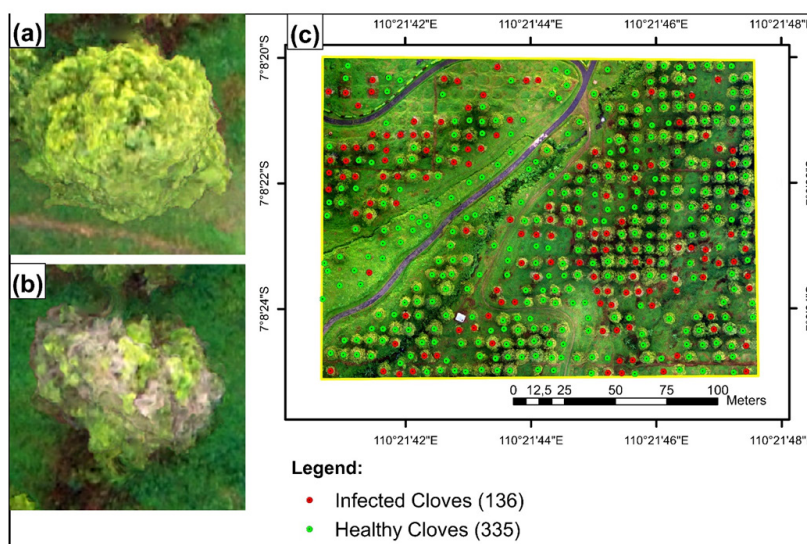 (a)
(b)
(c)
110°21'42"E 110°21'44"E 110°21'46"E 110°21'48"E
7°8'20"S
7°8'22"S
7°8'24"S
0 12,5 25 50 75 100
Meters
110°21'42"E 110°21'44"E 110°21'46"E 110°21'48"E
Legend:
Infected Cloves (136)
Healthy Cloves (335)